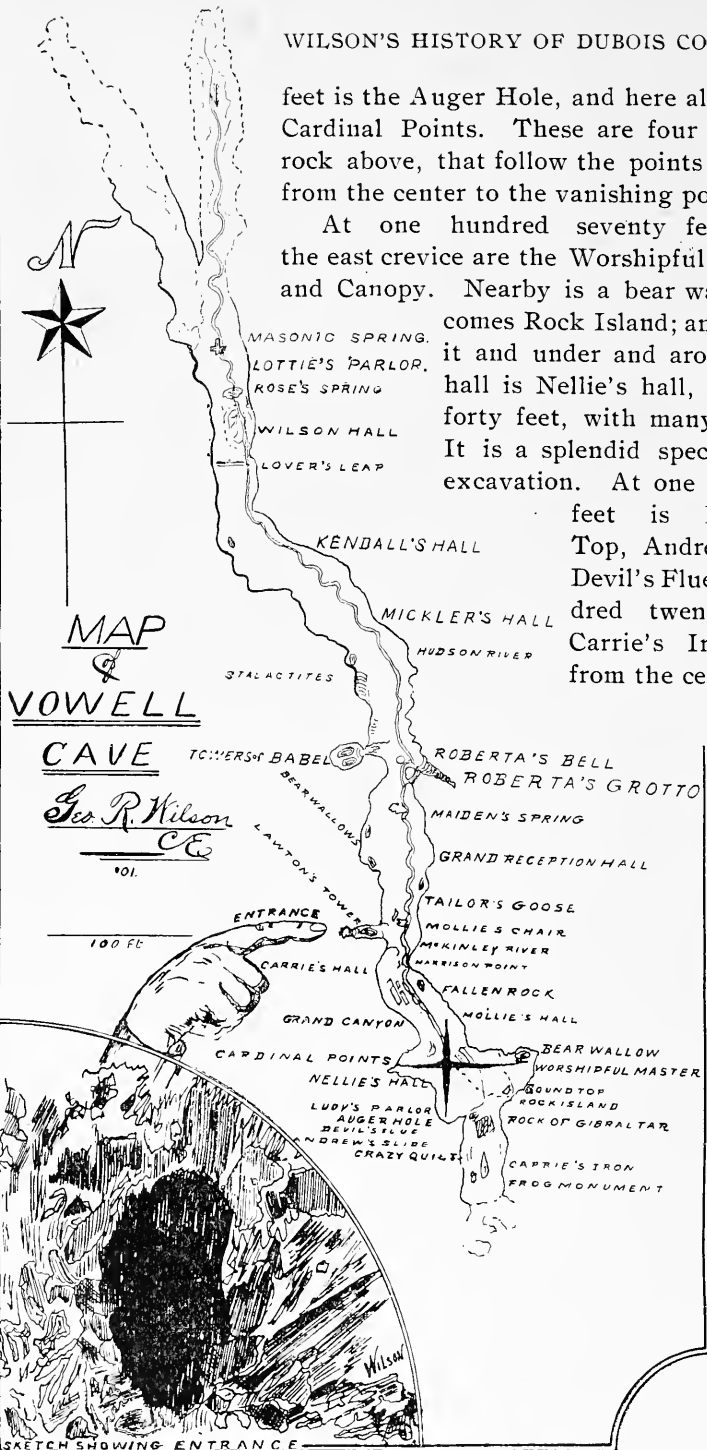 WILSON'S HISTORY OF DUBOIS CO
feet is the Auger Hole, and here al
Cardinal Points. These are four
rock above, that follow the points
from the center to the vanishing po
At one hundred seventy fe
the east crevice are the Worshipful
and Canopy. Nearby is a bear wa
comes Rock Island; an
it and under and aro
hall is Nellie's hall,
forty feet, with many
It is a splendid spec
excavation. At one
feet is
Top, Andre
Devil's Flue
dred twen
Carrie's Ir
from the ce
N
MASONIC SPRING.
LOTTIE'S PARLOR.
ROSE'S SPRING
WILSON HALL
LOVER'S LEAP
KENDALL'S HALL
MICKLER'S HALL
HUDSON RIVER
STALACTITES
MAP
of
VOWELL
CAVE
Geo. R. Wilson
CE
'01.
100 Ft
TOWERS of BABEL
ROBERTA'S BELL
ROBERTA'S GROTTO
BEAR WALLOWS
MAIDEN'S SPRING
LAWTON'S TOWER
GRAND RECEPTION HALL
TAILOR'S GOOSE
ENTRANCE
MOLLIE'S CHAIR
McKINLEY RIVER
HARRISON POINT
CARRIE'S HALL
FALLEN ROCK
GRAND CANYON
MOLLIE'S HALL
CARDINAL POINTS
BEAR WALLOW
WORSHIPFUL MASTER
NELLIE'S HALL
ROUND TOP
ROCK ISLAND
LUDY'S PARLOR
AUGER HOLE
ROCK OF GIBRALTAR
DEVIL'S FLUE
ANDREW'S SLIDE
CRAZY QUILT
CARRIE'S IRON
FROG MONUMENT
Wilson
SKETCH SHOWING ENTRANCE